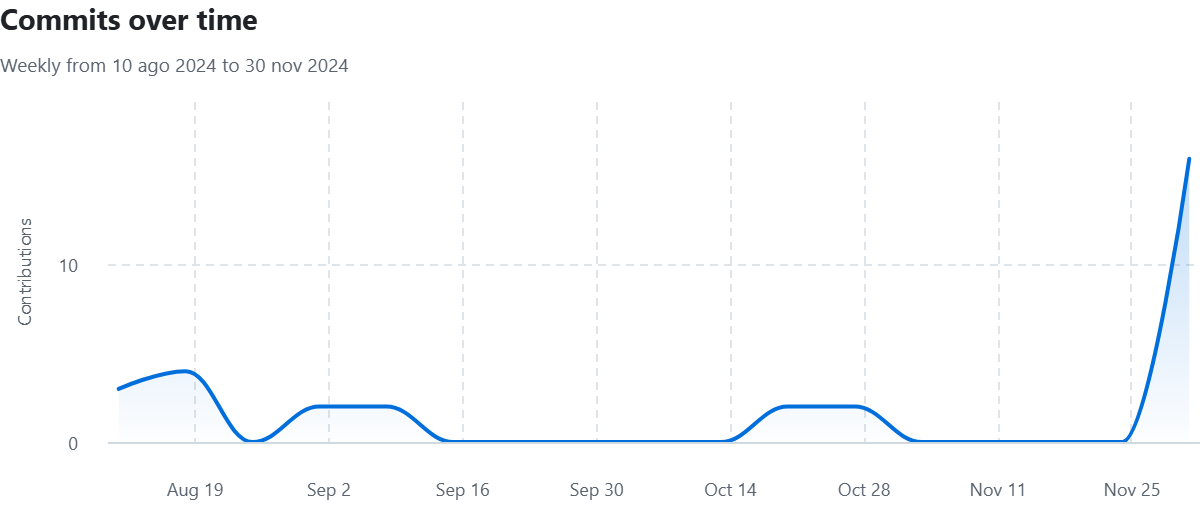 Commits over time
Weekly from 10 ago 2024 to 30 nov 2024
Contributions
10
0
Aug 19
Sep 2
Sep 16
Sep 30
Oct 14
Oct 28
Nov 11
Nov 25